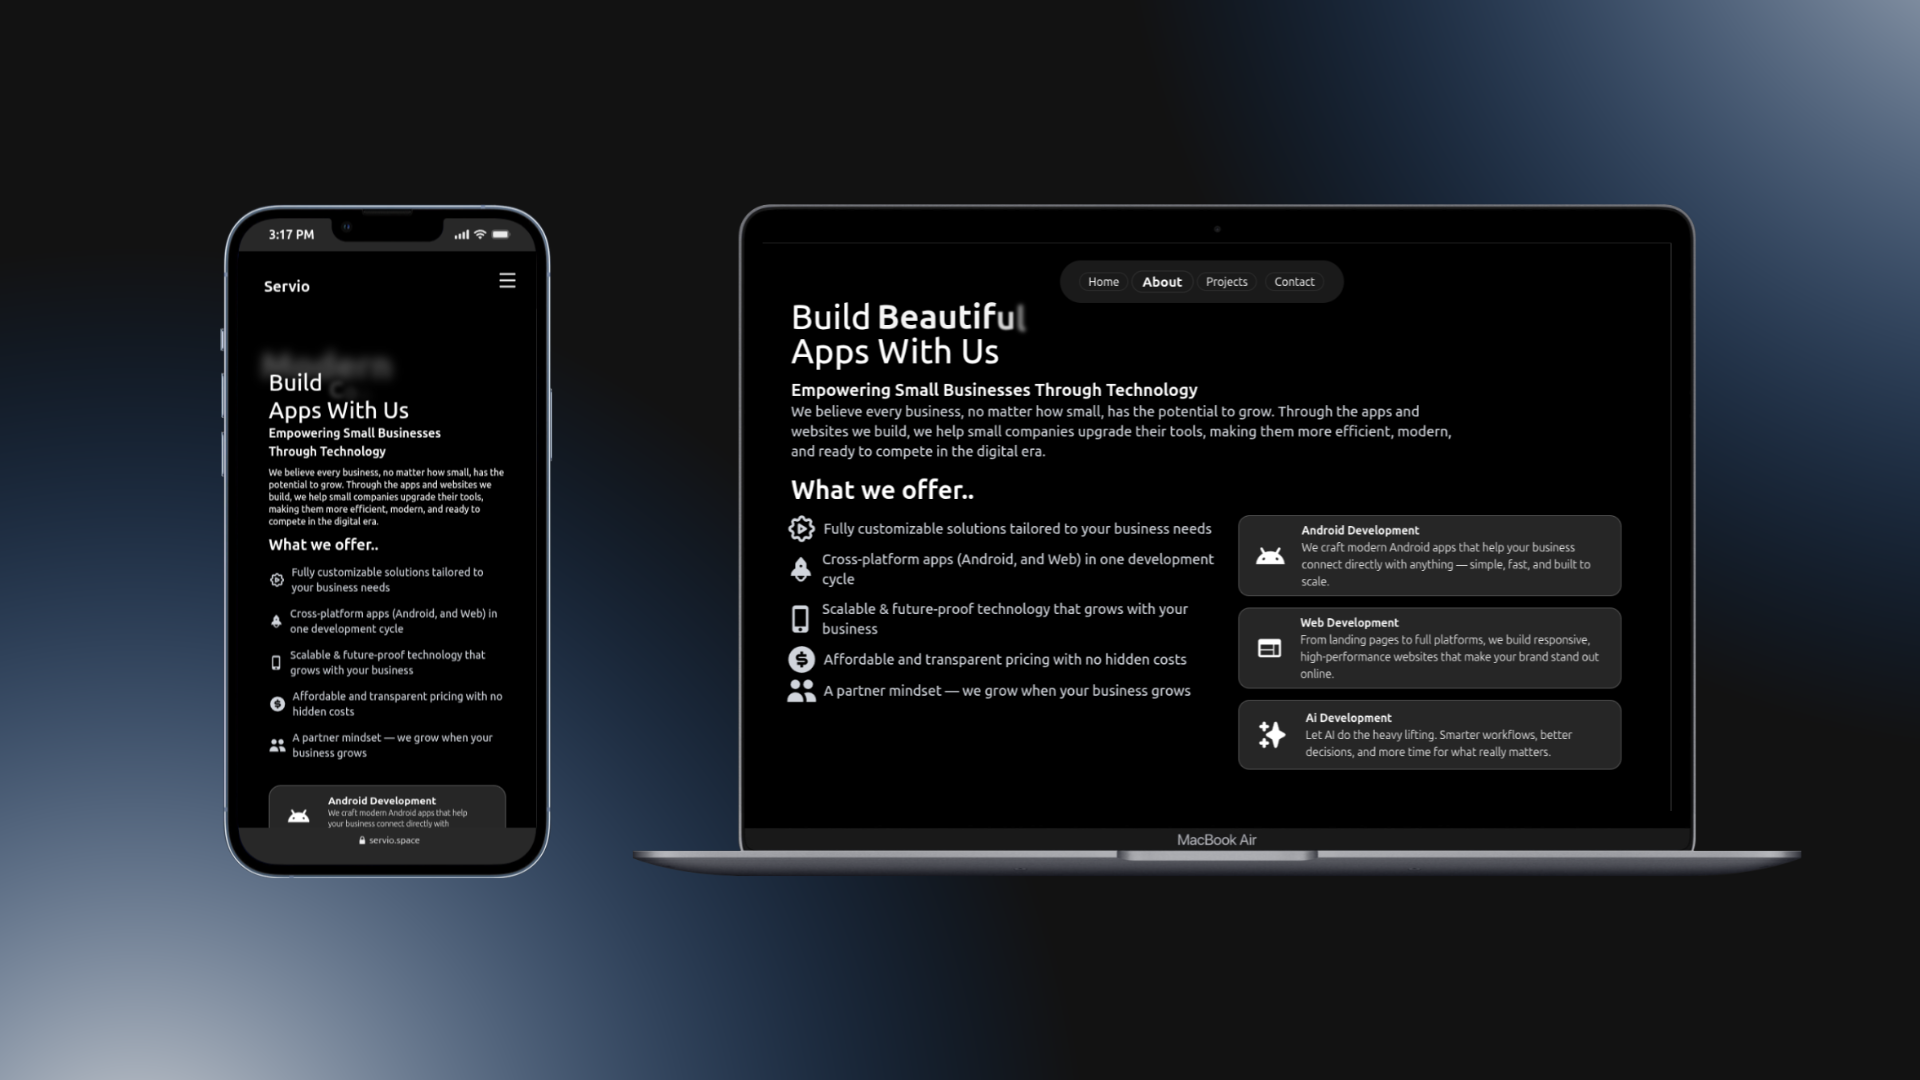 3:17 PM
Servio
Modern
Build
Apps With Us
Empowering Small Businesses
Through Technology
We believe every business, no matter how small, has the
potential to grow. Through the apps and websites we
build, we help small companies upgrade their tools,
making them more efficient, modern, and ready to
compete in the digital era.
What we offer..
Fully customizable solutions tailored to
your business needs
Cross-platform apps (Android, and Web) in
one development cycle
Scalable & future-proof technology that
grows with your business
Affordable and transparent pricing with no
hidden costs
A partner mindset — we grow when your
business grows
Android Development
We craft modern Android apps that help
your business connect directly with
servio.space
Home About Projects Contact
Build Beautiful
Apps With Us
Empowering Small Businesses Through Technology
We believe every business, no matter how small, has the potential to grow. Through the apps and
websites we build, we help small companies upgrade their tools, making them more efficient, modern,
and ready to compete in the digital era.
What we offer..
Fully customizable solutions tailored to your business needs
Cross-platform apps (Android, and Web) in one development
cycle
Scalable & future-proof technology that grows with your
business
Affordable and transparent pricing with no hidden costs
A partner mindset — we grow when your business grows
Android Development
We craft modern Android apps that help your business
connect directly with anything — simple, fast, and built to
scale.
Web Development
From landing pages to full platforms, we build responsive,
high-performance websites that make your brand stand out
online.
Ai Development
Let AI do the heavy lifting. Smarter workflows, better
decisions, and more time for what really matters.
MacBook Air